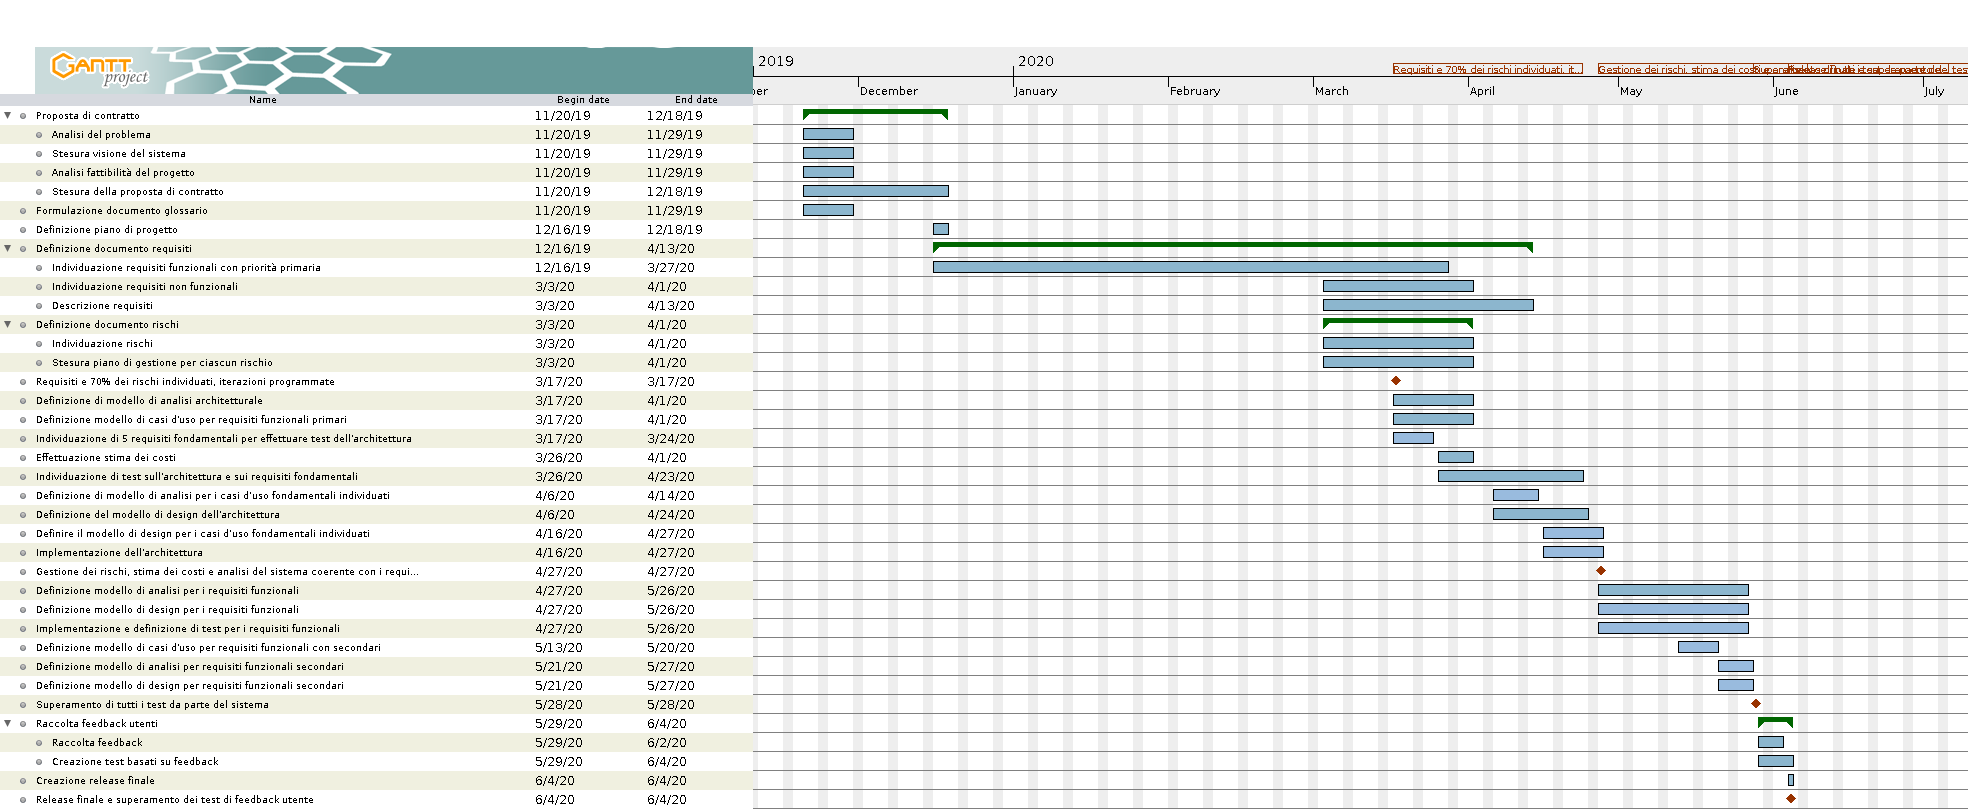 2019
2020
GANTT
project
Requisiti e 70% dei rischi individuati, it...
Gestione dei rischi, stima dei cos
ber
December
January
February
March
April
May
June
July
Name Begin date End date
Proposta di contratto 11/20/19 12/18/19
Analisi del problema 11/20/19 11/29/19
Stesura visione del sistema 11/20/19 11/29/19
Analisi fattibilità del progetto 11/20/19 11/29/19
Stesura della proposta di contratto 11/20/19 12/18/19
Formulazione documento glossario 11/20/19 11/29/19
Definizione piano di progetto 12/16/19 12/18/19
Definizione documento requisiti 12/16/19 4/13/20
Individuazione requisiti funzionali con priorità primaria 12/16/19 3/27/20
Individuazione requisiti non funzionali 3/3/20 4/1/20
Descrizione requisiti 3/3/20 4/13/20
Definizione documento rischi 3/3/20 4/1/20
Individuazione rischi 3/3/20 4/1/20
Stesura piano di gestione per ciascun rischio 3/3/20 4/1/20
Requisiti e 70% dei rischi individuati, iterazioni programmate 3/17/20 3/17/20
Definizione di modello di analisi architetturale 3/17/20 4/1/20
Definizione modello di casi d'uso per requisiti funzionali primari 3/17/20 4/1/20
Individuazione di 5 requisiti fondamentali per effettuare test dell'architettura 3/17/20 3/24/20
Effettuazione stima dei costi 3/26/20 4/1/20
Individuazione di test sull'architettura e sui requisiti fondamentali 3/26/20 4/23/20
Definizione di modello di analisi per i casi d'uso fondamentali individuati 4/6/20 4/14/20
Definizione del modello di design dell'architettura 4/6/20 4/24/20
Definire il modello di design per i casi d'uso fondamentali individuati 4/16/20 4/27/20
Implementazione dell'architettura 4/16/20 4/27/20
Gestione dei rischi, stima dei costi e analisi del sistema coerente con i requi... 4/27/20 4/27/20
Definizione modello di analisi per i requisiti funzionali 4/27/20 5/26/20
Definizione modello di design per i requisiti funzionali 4/27/20 5/26/20
Implementazione e definizione di test per i requisiti funzionali 4/27/20 5/26/20
Definizione modello di casi d'uso per requisiti funzionali con secondari 5/13/20 5/20/20
Definizione modello di analisi per requisiti funzionali secondari 5/21/20 5/27/20
Definizione modello di design per requisiti funzionali secondari 5/21/20 5/27/20
Superamento di tutti i test da parte del sistema 5/28/20 5/28/20
Raccolta feedback utenti 5/29/20 6/4/20
Raccolta feedback 5/29/20 6/2/20
Creazione test basati su feedback 5/29/20 6/4/20
Creazione release finale 6/4/20 6/4/20
Release finale e superamento dei test di feedback utente 6/4/20 6/4/20